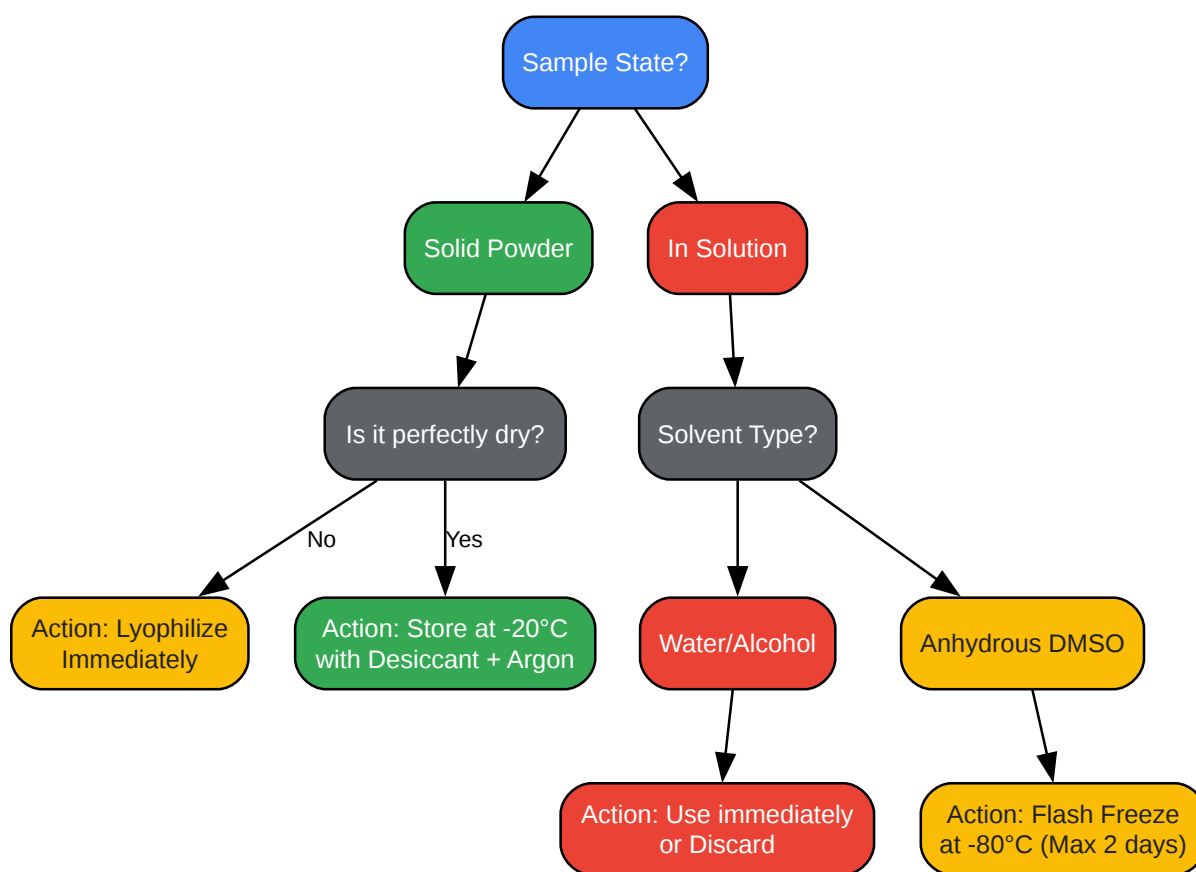 Sample State?
Solid Powder
In Solution
Is it perfectly dry?
Solvent Type?
No
Yes
Action: Lyophilize
Immediately
Action: Store at -20°C
with Desiccant + Argon
Water/Alcohol
Anhydrous DMSO
Action: Use immediately
or Discard
Action: Flash Freeze
at -80°C (Max 2 days)